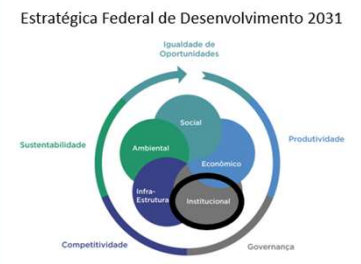 Estratégica Federal de Desenvolvimento 2031
Igualdade de
Oportunidades
Social
Sustentabilidade
Ambiental
Produtividade
Econômico
Infra-
Estrutura
Institucional
Competitividade
Governança